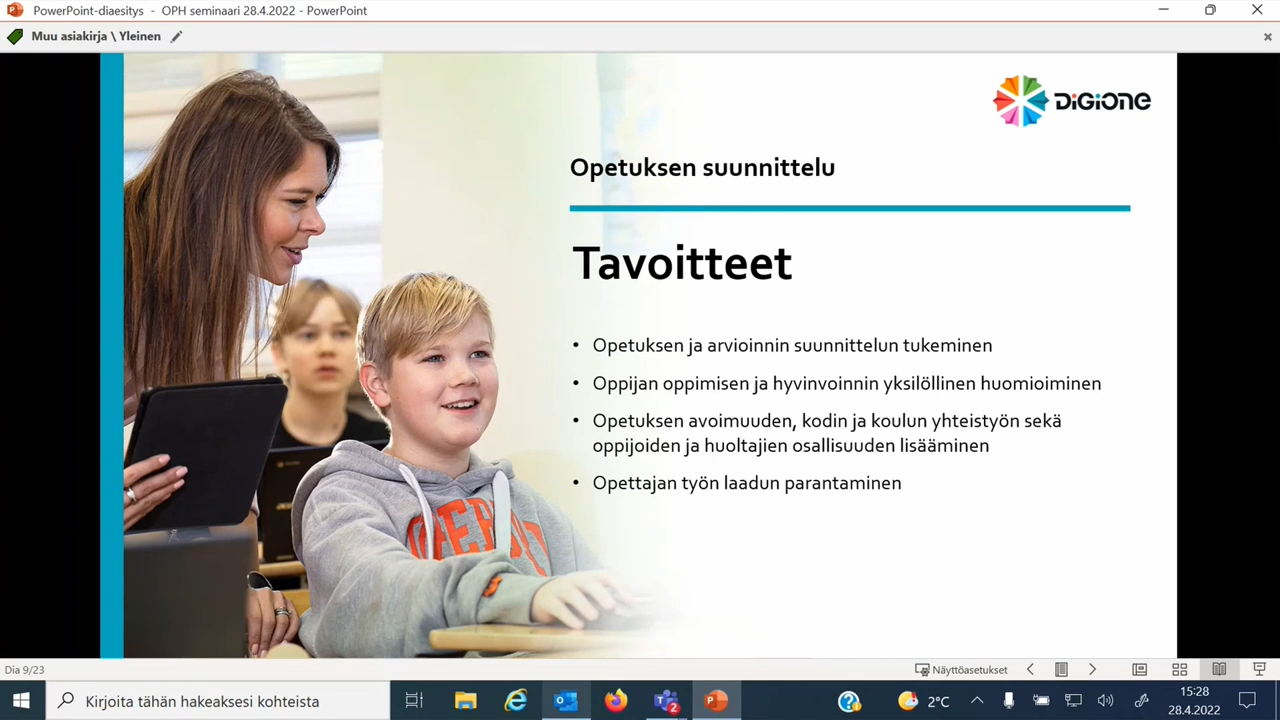 PowerPoint-diaesitys - OPH seminaari 28.4.2022 - PowerPoint
Muu asiakirja \ Yleinen
DIGIONE
Opetuksen suunnittelu
Tavoitteet
• Opetuksen ja arvioinnin suunnittelun tukeminen
• Oppijan oppimisen ja hyvinvoinnin yksilöllinen huomioiminen
• Opetuksen avoimuuden, kodin ja koulun yhteistyön sekä
oppijoiden ja huoltajien osallisuuden lisääminen
• Opettajan työn laadun parantaminen
Dia 9/23
Näyttöasetukset
Kirjoita tähän hakeaksesi kohteista
2
2°C
15:28
28.4.2022